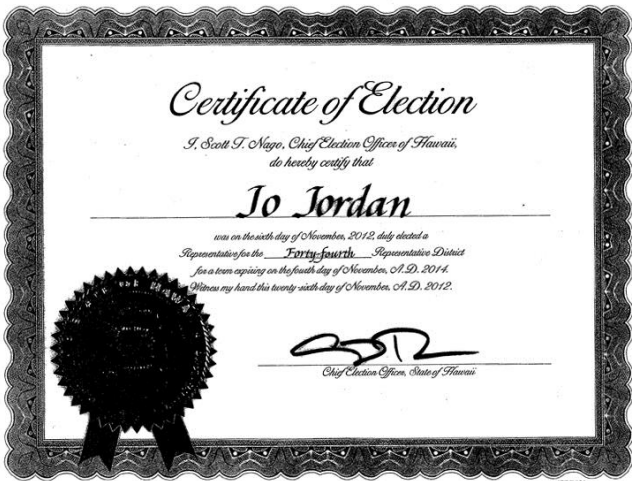 Certificate of Election
I, Scott T. Nago, Chief Election Officer of Hawaii,
do hereby certify that
Jo Jordan
was on the sixth day of November, 2012, duly elected a
Representative for the Forty-fourth Representative District
for a term expiring on the fourth day of November, A.D. 2014.
Witness my hand this twenty-sixth day of November, A.D. 2012.
Chief Election Officer, State of Hawaii